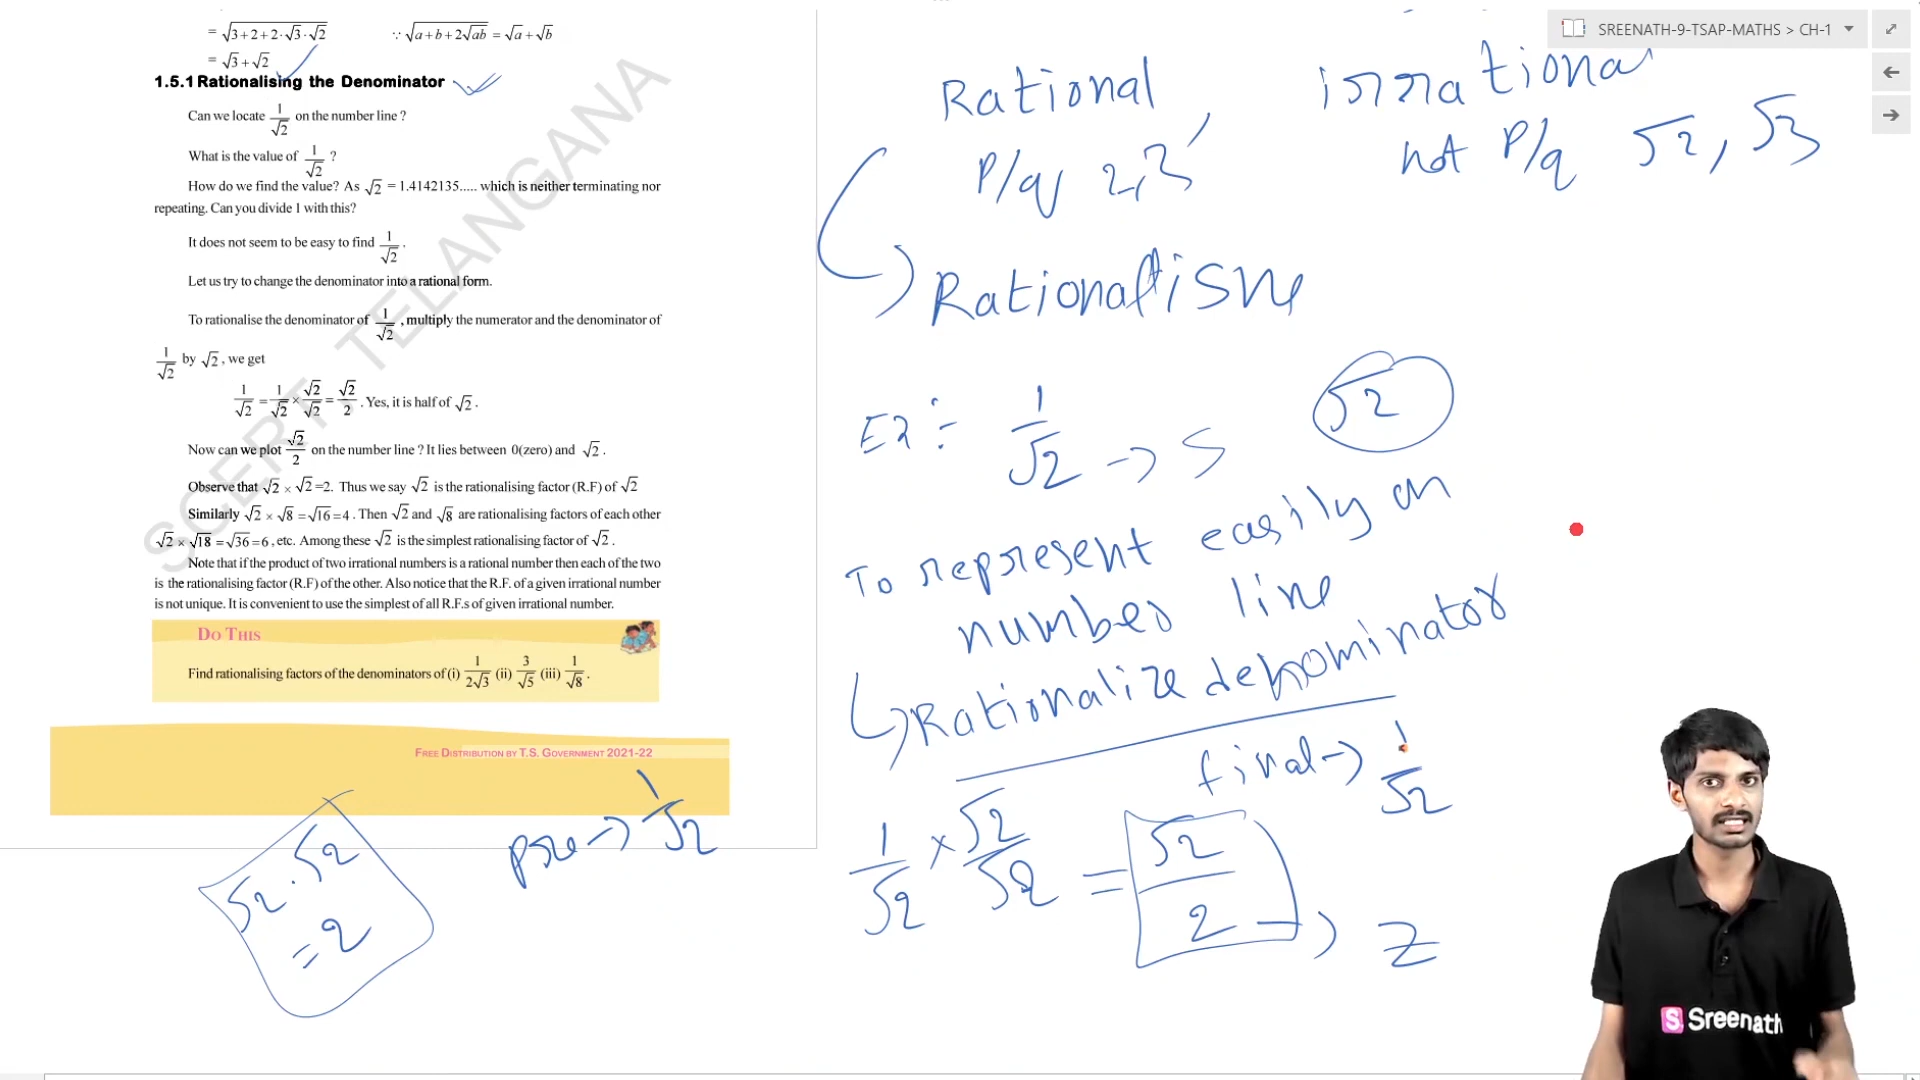 = √3+2+2·√3·√2    ∵ √a+b+2√ab = √a+√b
= √3+√2
1.5.1 Rationalising the Denominator
Can we locate 1/√2 on the number line ?
What is the value of 1/√2 ?
How do we find the value? As √2 = 1.4142135..... which is neither terminating nor
repeating. Can you divide 1 with this?
It does not seem to be easy to find 1/√2 .
Let us try to change the denominator into a rational form.
To rationalise the denominator of 1/√2 , multiply the numerator and the denominator of
1/√2 by √2 , we get
1/√2 = 1/√2 × √2/√2 = √2/2 . Yes, it is half of √2 .
Now can we plot √2/2 on the number line ? It lies between 0(zero) and √2 .
Observe that √2 × √2 =2. Thus we say √2 is the rationalising factor (R.F) of √2
Similarly √2 × √8 = √16 = 4 . Then √2 and √8 are rationalising factors of each other
√2 × √18 = √36 = 6 , etc. Among these √2 is the simplest rationalising factor of √2 .
Note that if the product of two irrational numbers is a rational number then each of the two
is the rationalising factor (R.F) of the other. Also notice that the R.F. of a given irrational number
is not unique. It is convenient to use the simplest of all R.F.s of given irrational number.
DO THIS
Find rationalising factors of the denominators of (i) 1/2√3 (ii) 3/√5 (iii) 1/√8 .
FREE DISTRIBUTION BY T.S. GOVERNMENT 2021-22
SCERT, TELANGANA
√2 . √2
= 2
pre → 1/√2
SREENATH-9-TSAP-MATHS > CH-1
Rational    irrational
P/q 2,3    not P/q √2, √3
Rationalise
Ex: 1/√2 → S    √2
To represent easily on
number line
Rationalize denominator
final → 1/√2
1/√2 × √2/√2 = √2/2 → 2
S. Sreenath